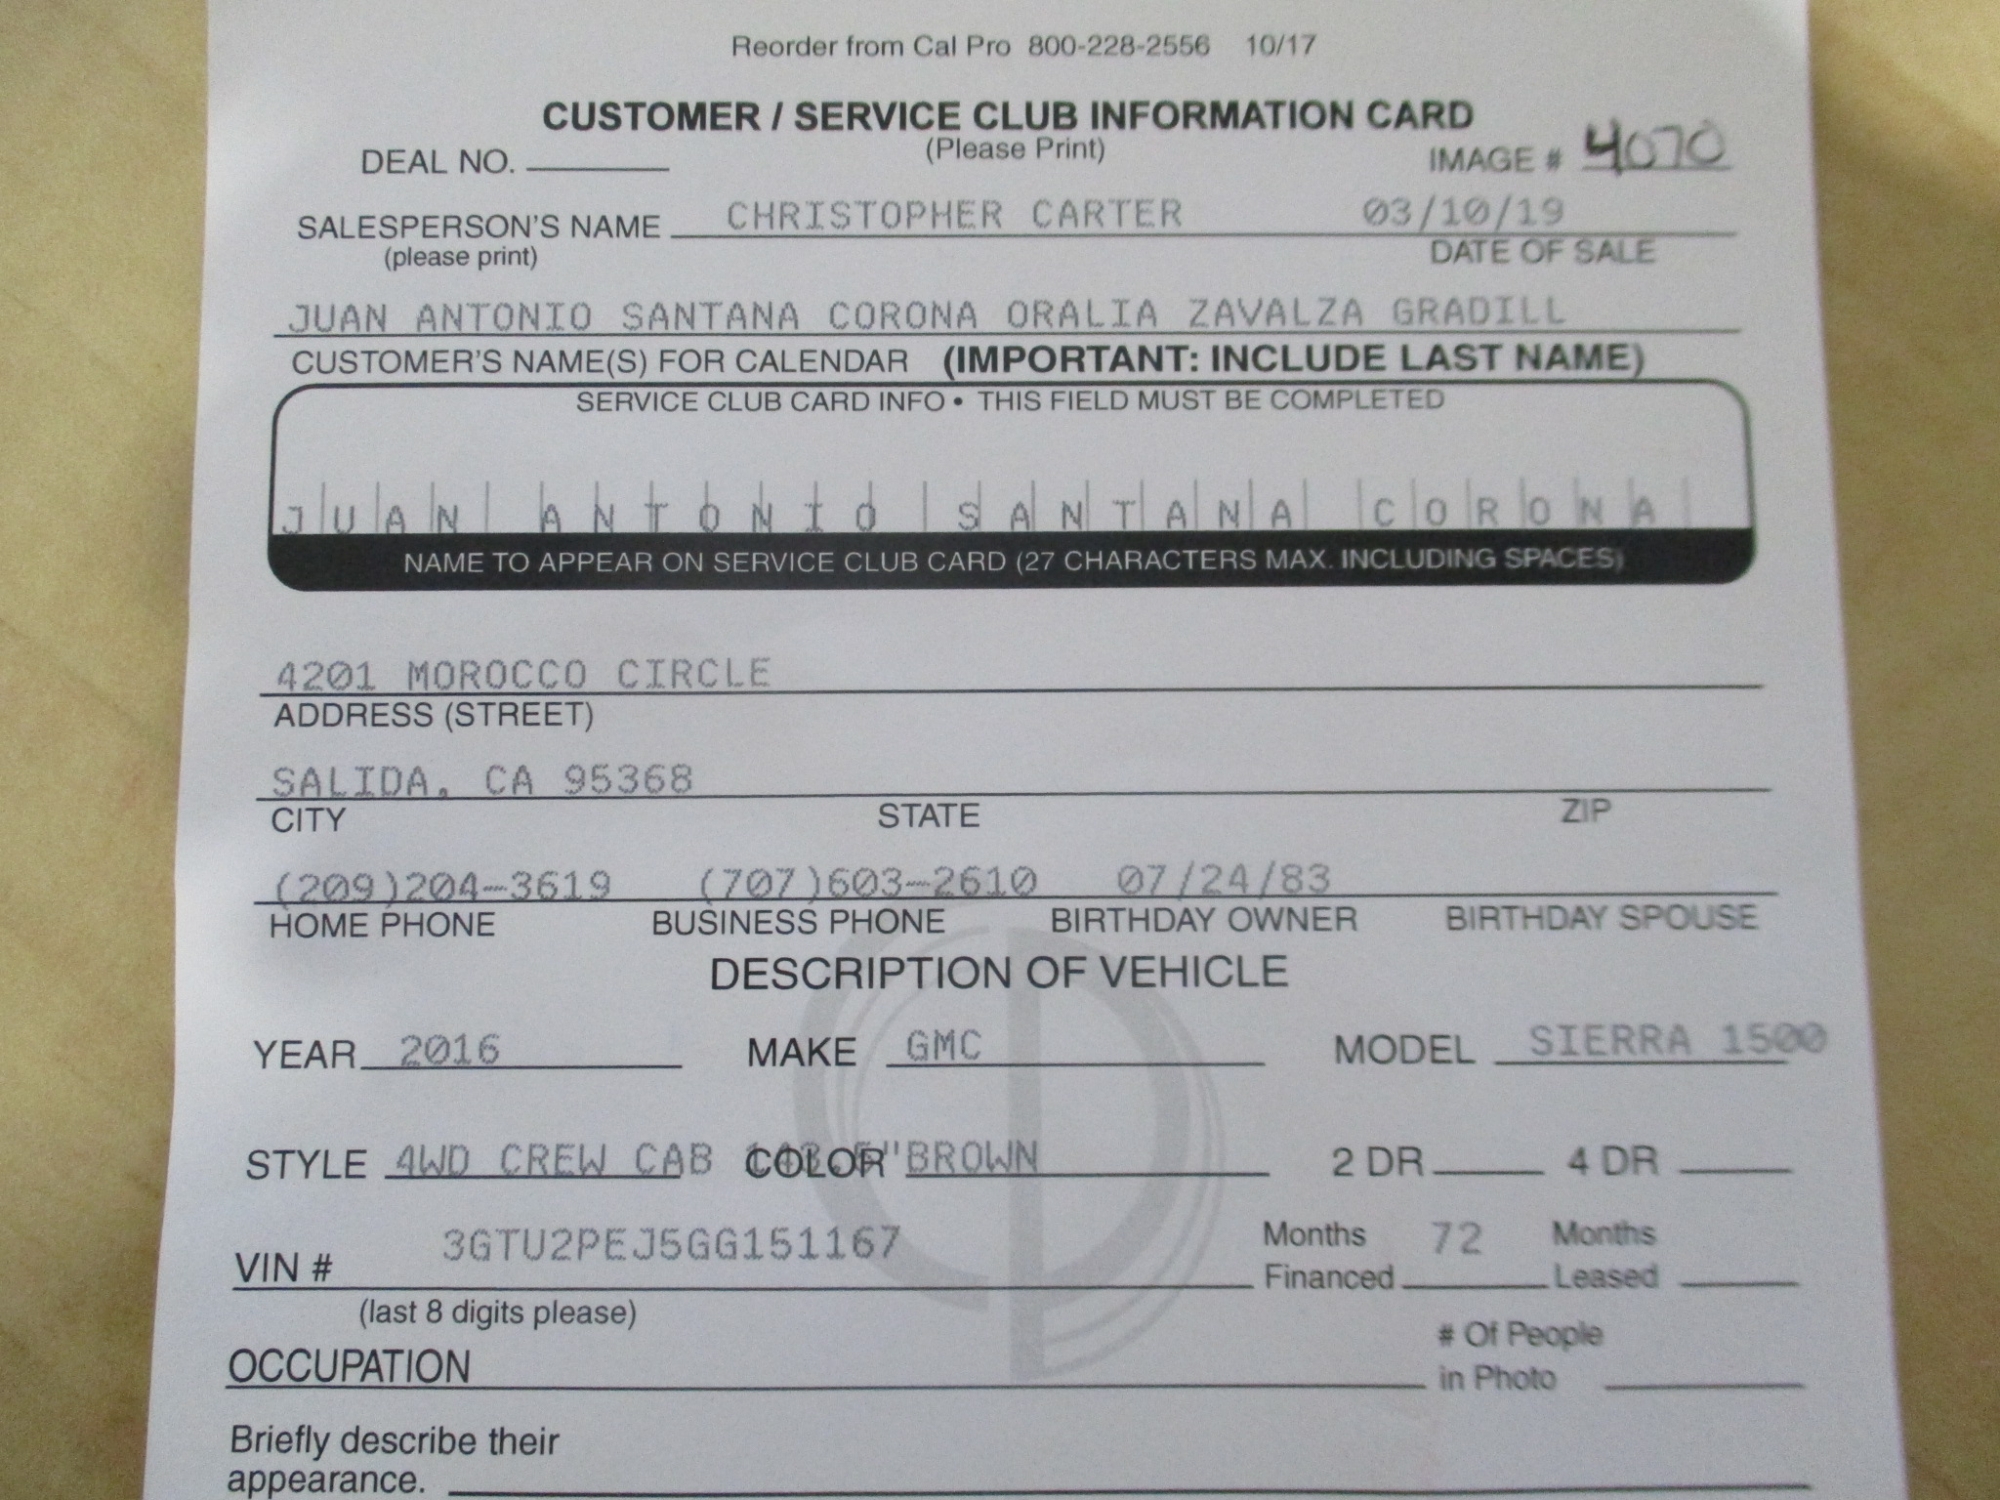 Reorder from Cal Pro 800-228-2556 10/17
CUSTOMER / SERVICE CLUB INFORMATION CARD
(Please Print)
DEAL NO. IMAGE # 4070
SALESPERSON'S NAME CHRISTOPHER CARTER 03/10/19
(please print) DATE OF SALE
JUAN ANTONIO SANTANA CORONA ORALIA ZAVALZA GRADILL
CUSTOMER'S NAME(S) FOR CALENDAR (IMPORTANT: INCLUDE LAST NAME)
SERVICE CLUB CARD INFO • THIS FIELD MUST BE COMPLETED
JUAN ANTONIO SANTANA CORONA
NAME TO APPEAR ON SERVICE CLUB CARD (27 CHARACTERS MAX. INCLUDING SPACES)
4201 MOROCCO CIRCLE
ADDRESS (STREET)
SALIDA, CA 95368
CITY STATE ZIP
(209)204-3619 (707)603-2610 07/24/83
HOME PHONE BUSINESS PHONE BIRTHDAY OWNER BIRTHDAY SPOUSE
DESCRIPTION OF VEHICLE
YEAR 2016 MAKE GMC MODEL SIERRA 1500
STYLE 4WD CREW CAB COLOR BROWN 2 DR 4 DR
VIN # 3GTU2PEJ5GG151167 Months Financed 72 Months Leased
(last 8 digits please)
OCCUPATION # Of People in Photo
Briefly describe their
appearance.